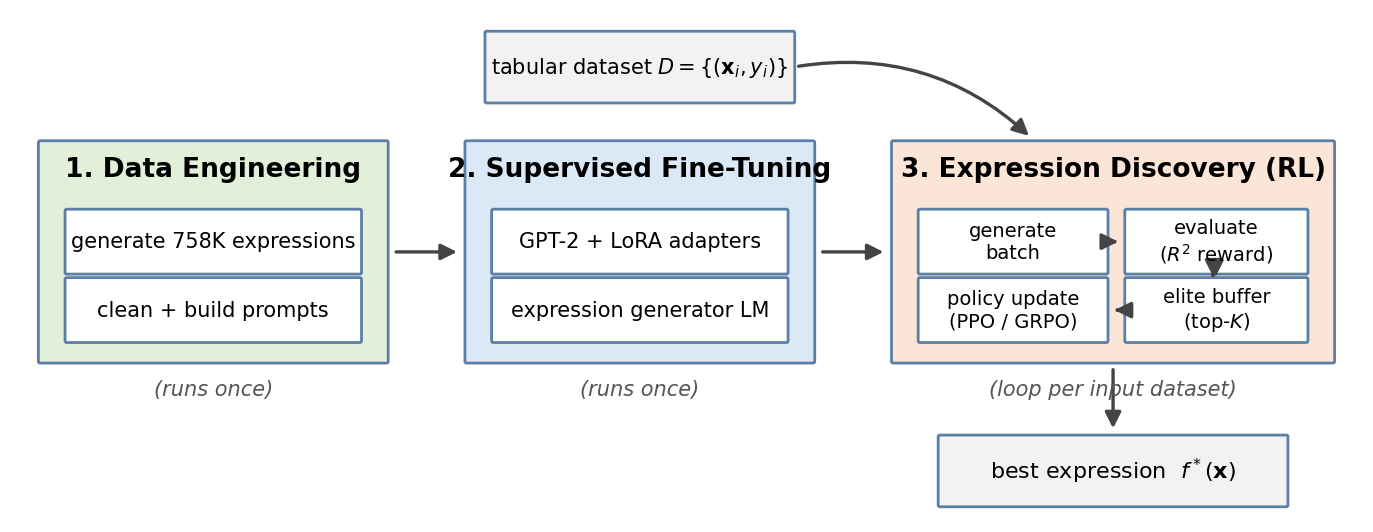 tabular dataset D = {(x_i, y_i)}
1. Data Engineering
generate 758K expressions
clean + build prompts
(runs once)
2. Supervised Fine-Tuning
GPT-2 + LoRA adapters
expression generator LM
(runs once)
3. Expression Discovery (RL)
generate
batch
evaluate
(R² reward)
policy update
(PPO / GRPO)
elite buffer
(top-K)
(loop per input dataset)
best expression f*(x)